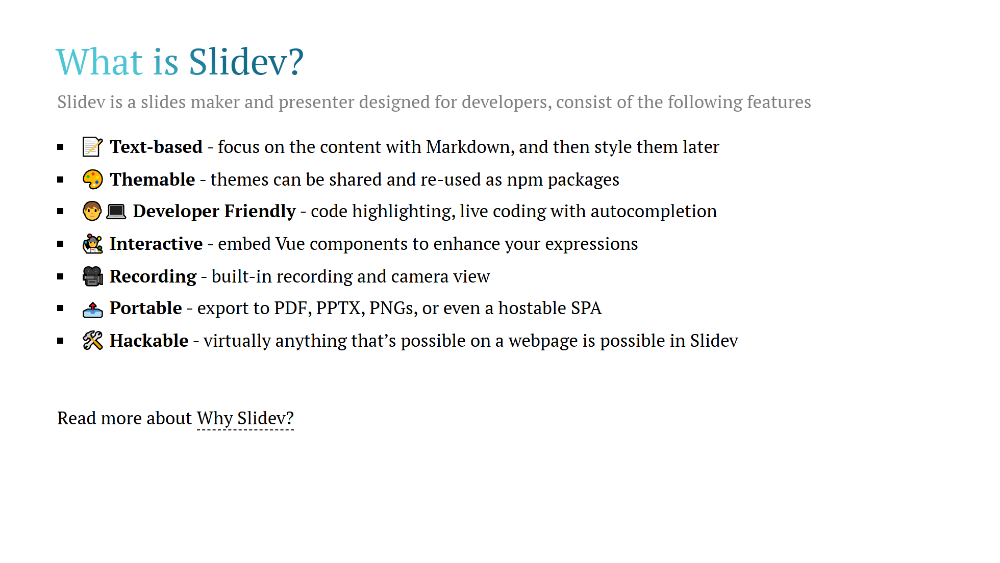 What is Slidev?
Slidev is a slides maker and presenter designed for developers, consist of the following features
📝 Text-based - focus on the content with Markdown, and then style them later
🎨 Themable - themes can be shared and re-used as npm packages
🧑💻 Developer Friendly - code highlighting, live coding with autocompletion
🤹 Interactive - embed Vue components to enhance your expressions
🎥 Recording - built-in recording and camera view
📤 Portable - export to PDF, PPTX, PNGs, or even a hostable SPA
🛠 Hackable - virtually anything that’s possible on a webpage is possible in Slidev
Read more about Why Slidev?